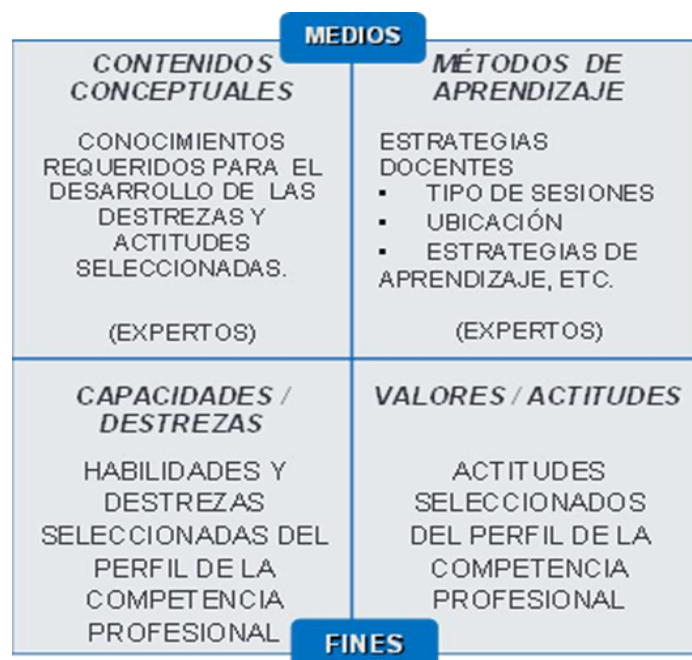 MEDIOS
CONTENIDOS
CONCEPTUALES
CONOCIMIENTOS
REQUERIDOS PARA EL
DESARROLLO DE LAS
DESTREZAS Y
ACTITUDES
SELECCIONADAS.
(EXPERTOS)
MÉTODOS DE
APRENDIZAJE
ESTRATEGIAS
DOCENTES
▪ TIPO DE SESIONES
▪ UBICACIÓN
▪ ESTRATEGIAS DE
APRENDIZAJE, ETC.
(EXPERTOS)
CAPACIDADES /
DESTREZAS
HABILIDADES Y
DESTREZAS
SELECCIONADAS DEL
PERFIL DE LA
COMPETENCIA
PROFESIONAL
VALORES / ACTITUDES
ACTITUDES
SELECCIONADOS
DEL PERFIL DE LA
COMPETENCIA
PROFESIONAL
FINES